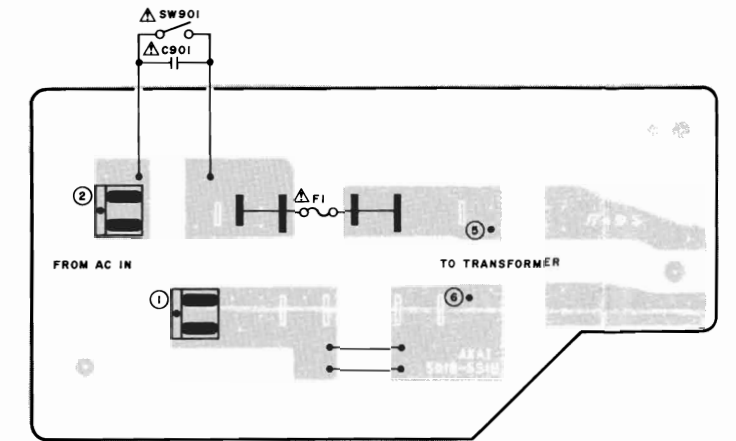 ⚠ SW901
⚠ C901
②
⚠ F1
⑤
FROM AC IN
TO TRANSFORMER
①
⑥
AKAI